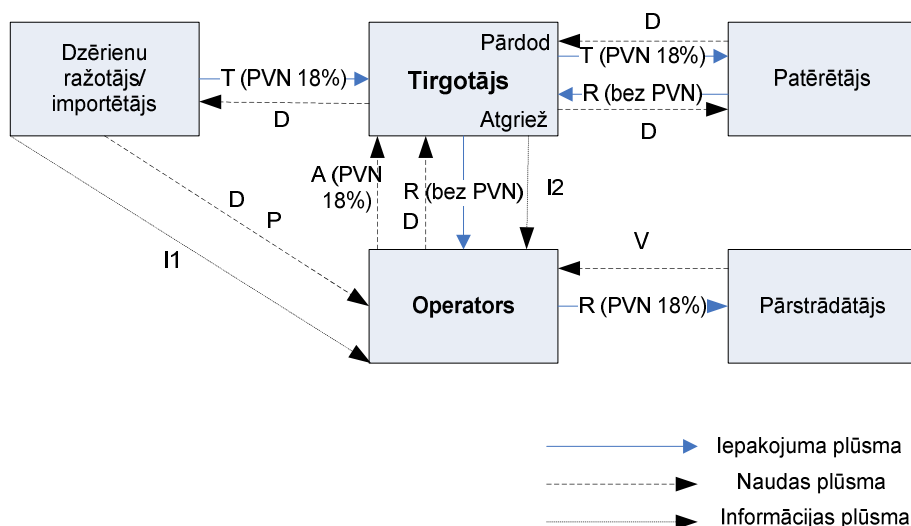 Dzērienu
ražotājs/
importētājs
T (PVN 18%)
D
Pārdod
Tirgotājs
Atgriež
D
T (PVN 18%)
R (bez PVN)
D
Patērētājs
A (PVN
18%)
R (bez PVN)
D
I2
D
P
I1
Operators
V
R (PVN 18%)
Pārstrādātājs
Iepakojuma plūsma
Naudas plūsma
Informācijas plūsma